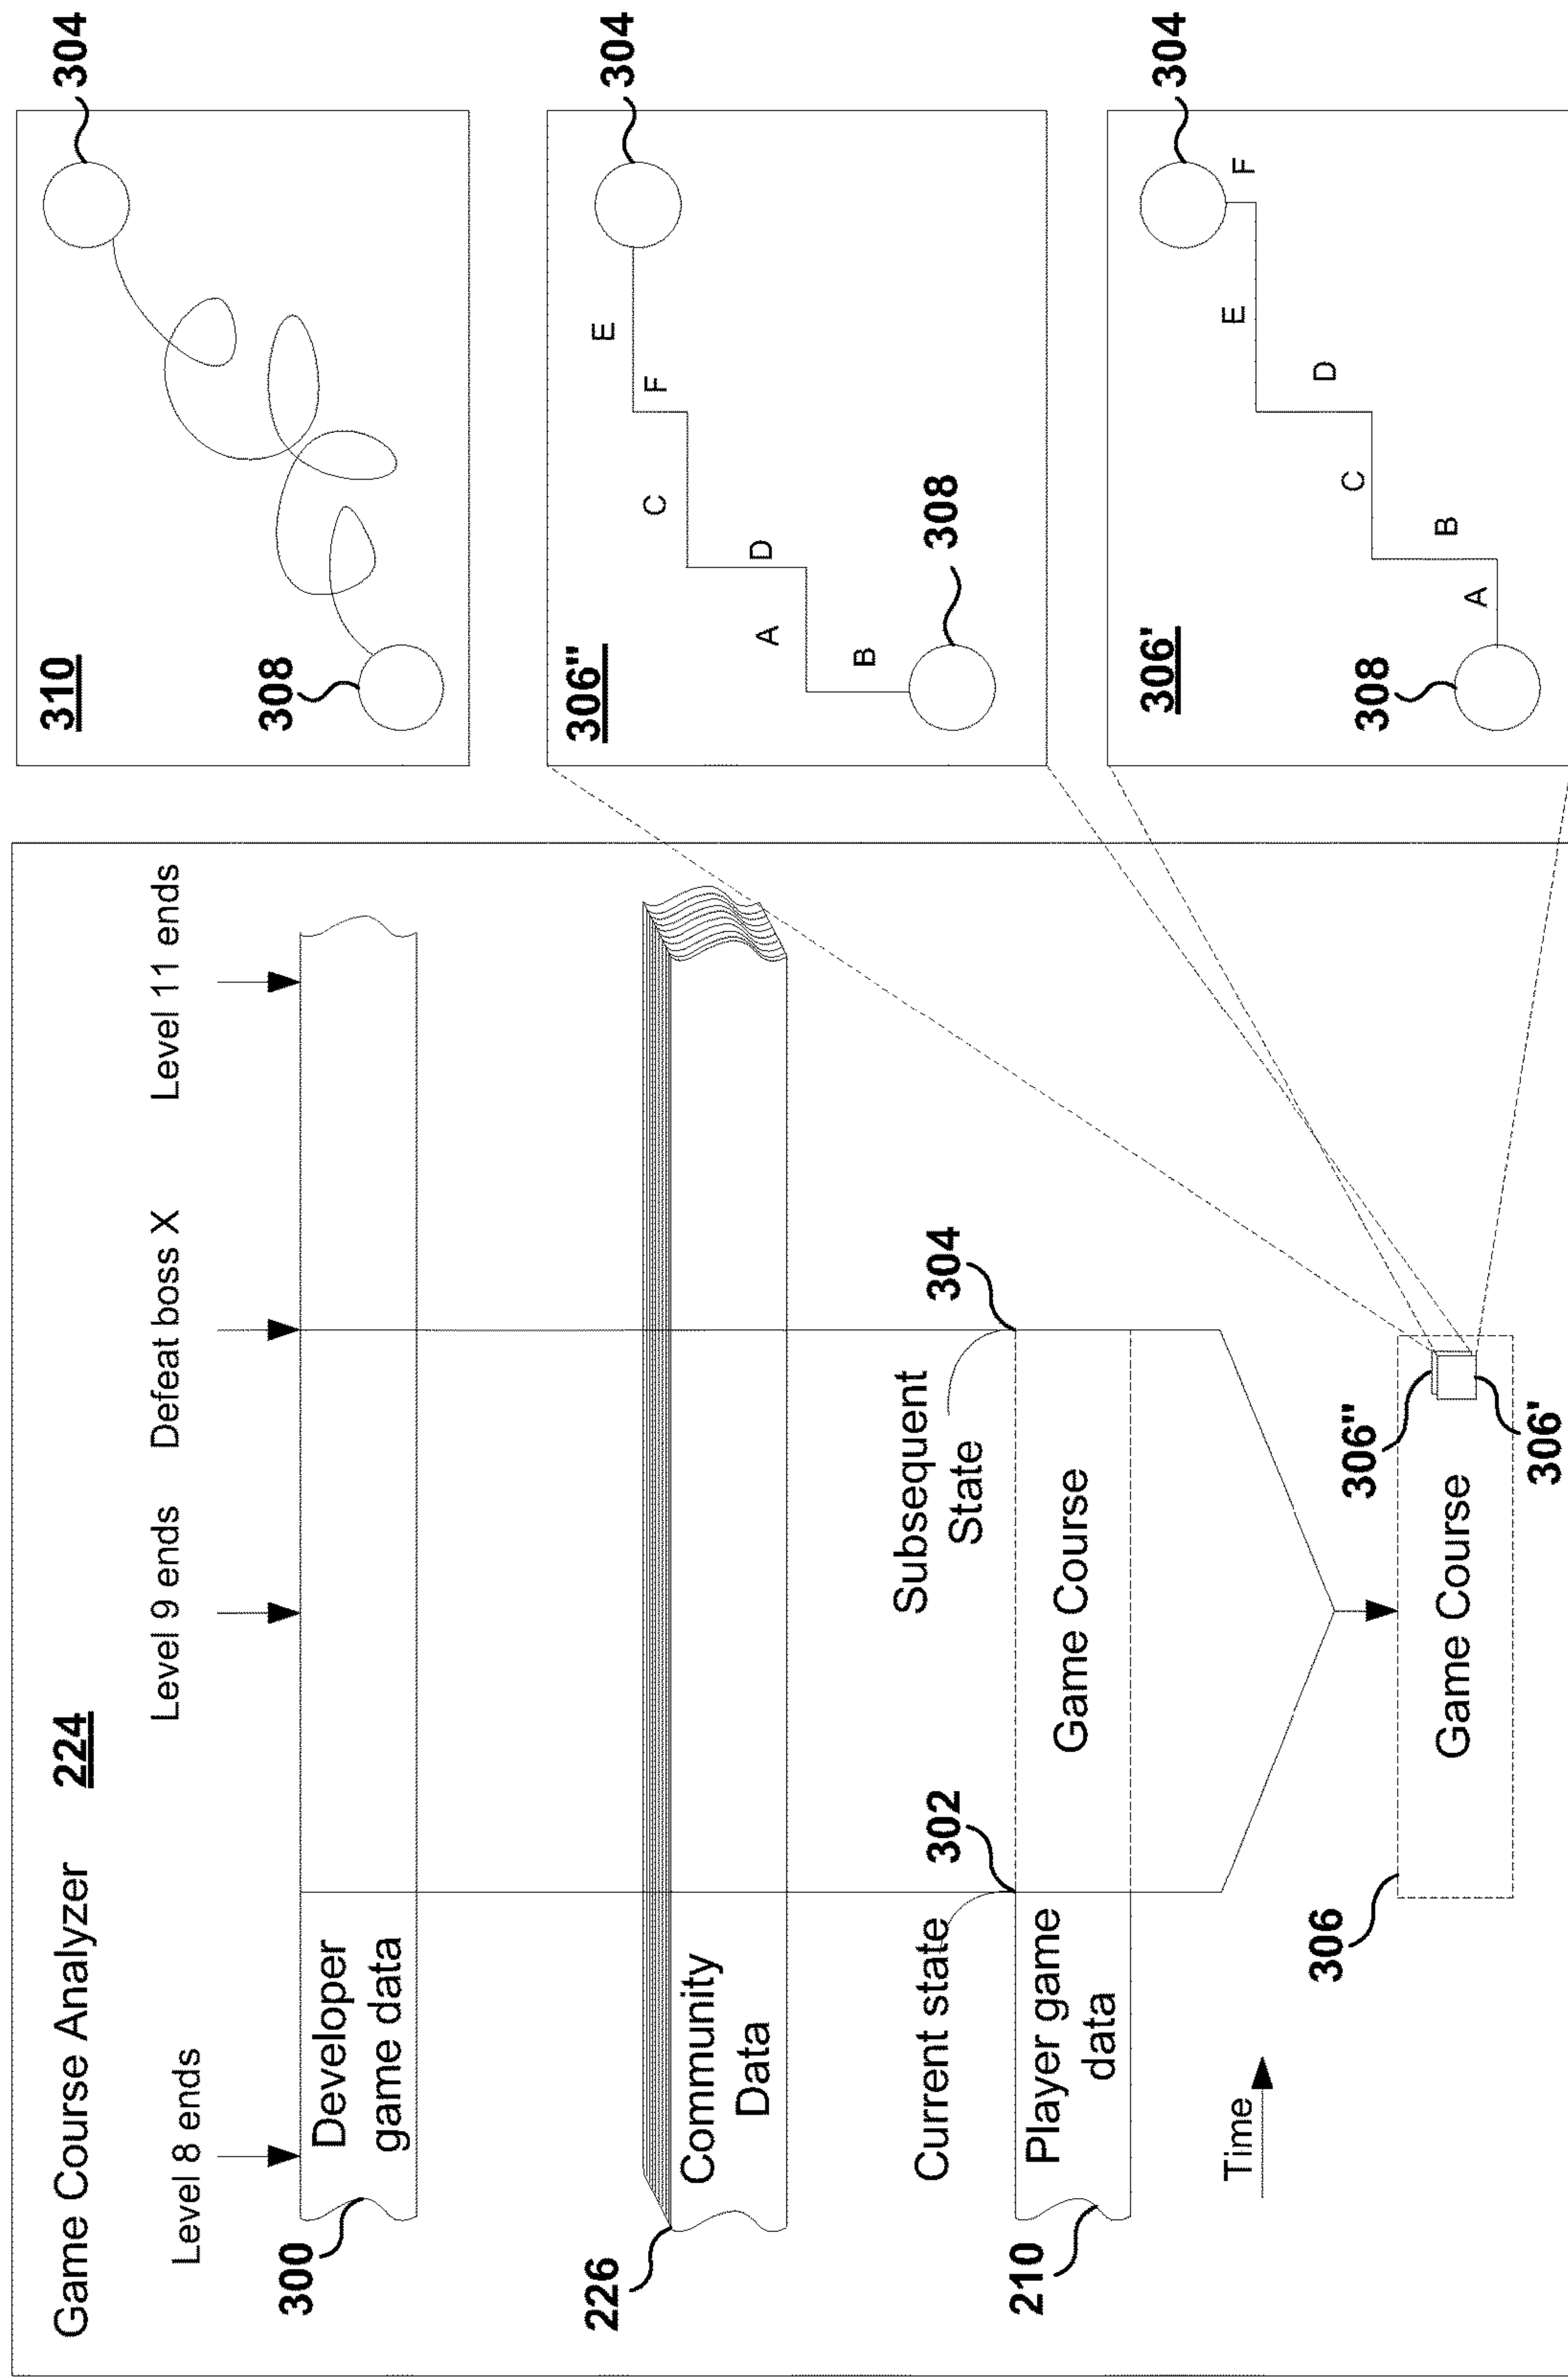 Game Course Analyzer 224
Level 8 ends
Level 9 ends
Defeat boss X
Level 11 ends
300
Developer
game data
226
Community
Data
Current state
302
Subsequent
State
304
210
Player game
data
Game Course
Time
306
Game Course
306"
306'
310
308
304
306"
308
B
A
D
C
F
E
304
306'
308
A
B
C
D
E
F
304